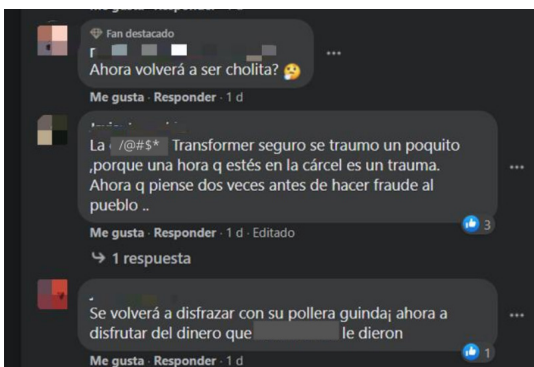 Fan destacado
r
Ahora volverá a ser cholita? 🤔
Me gusta · Responder · 1 d
La /@#$* Transformer seguro se traumo un poquito
,porque una hora q estés en la cárcel es un trauma.
Ahora q piense dos veces antes de hacer fraude al
pueblo ..
Me gusta · Responder · 1 d · Editado
3
1 respuesta
Se volverá a disfrazar con su pollera guinda¡ ahora a
disfrutar del dinero que le dieron
Me gusta · Responder · 1 d
1